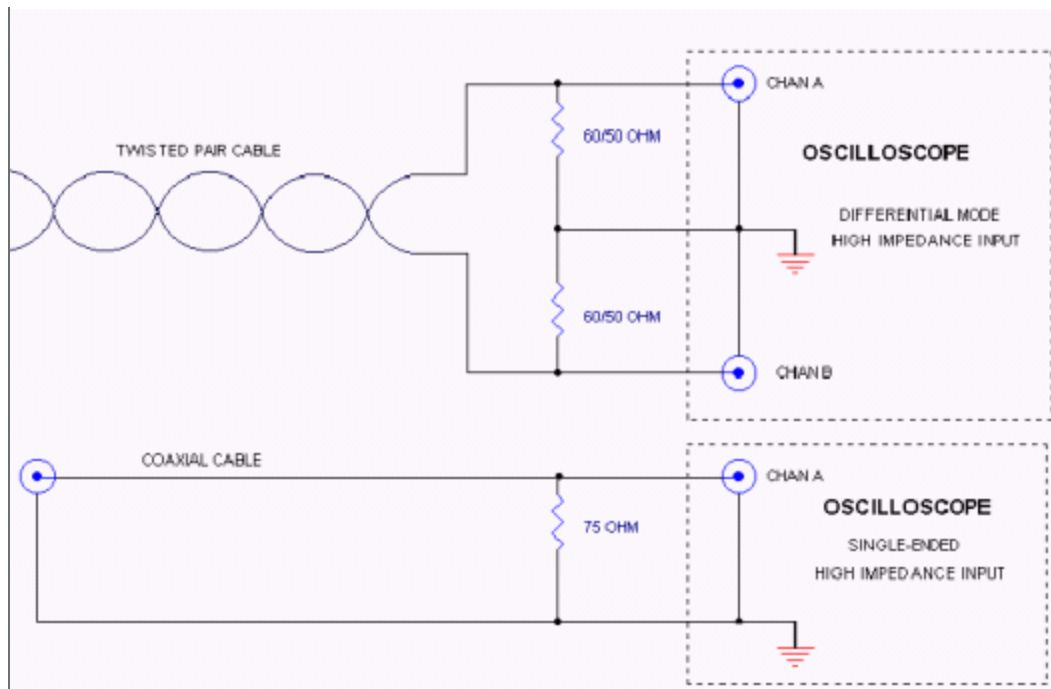 CHAN A
60/50 OHM
TWISTED PAIR CABLE
OSCILLOSCOPE
DIFFERENTIAL MODE
HIGH IMPEDANCE INPUT
60/50 OHM
CHAN B
COAXIAL CABLE
CHAN A
OSCILLOSCOPE
75 OHM
SINGLE-ENDED
HIGH IMPEDANCE INPUT